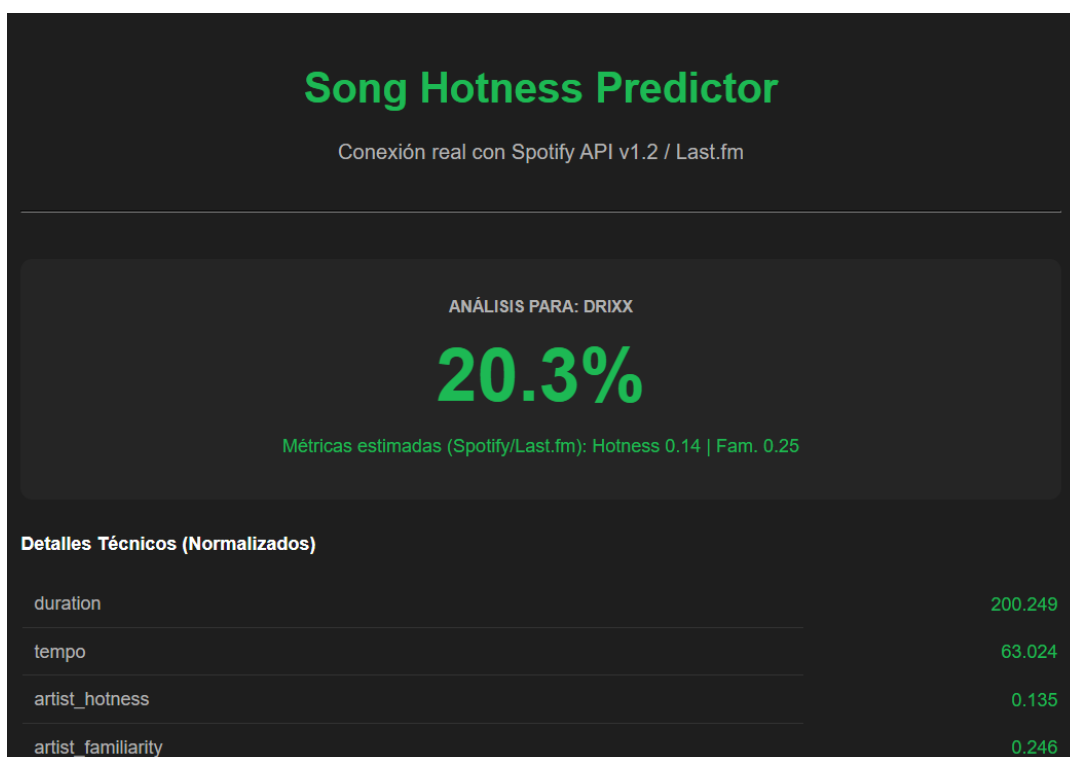 Song Hotness Predictor
Conexión real con Spotify API v1.2 / Last.fm
ANÁLISIS PARA: DRIXX
20.3%
Métricas estimadas (Spotify/Last.fm): Hotness 0.14 | Fam. 0.25
Detalles Técnicos (Normalizados)
duration 200.249
tempo 63.024
artist_hotness 0.135
artist_familiarity 0.246